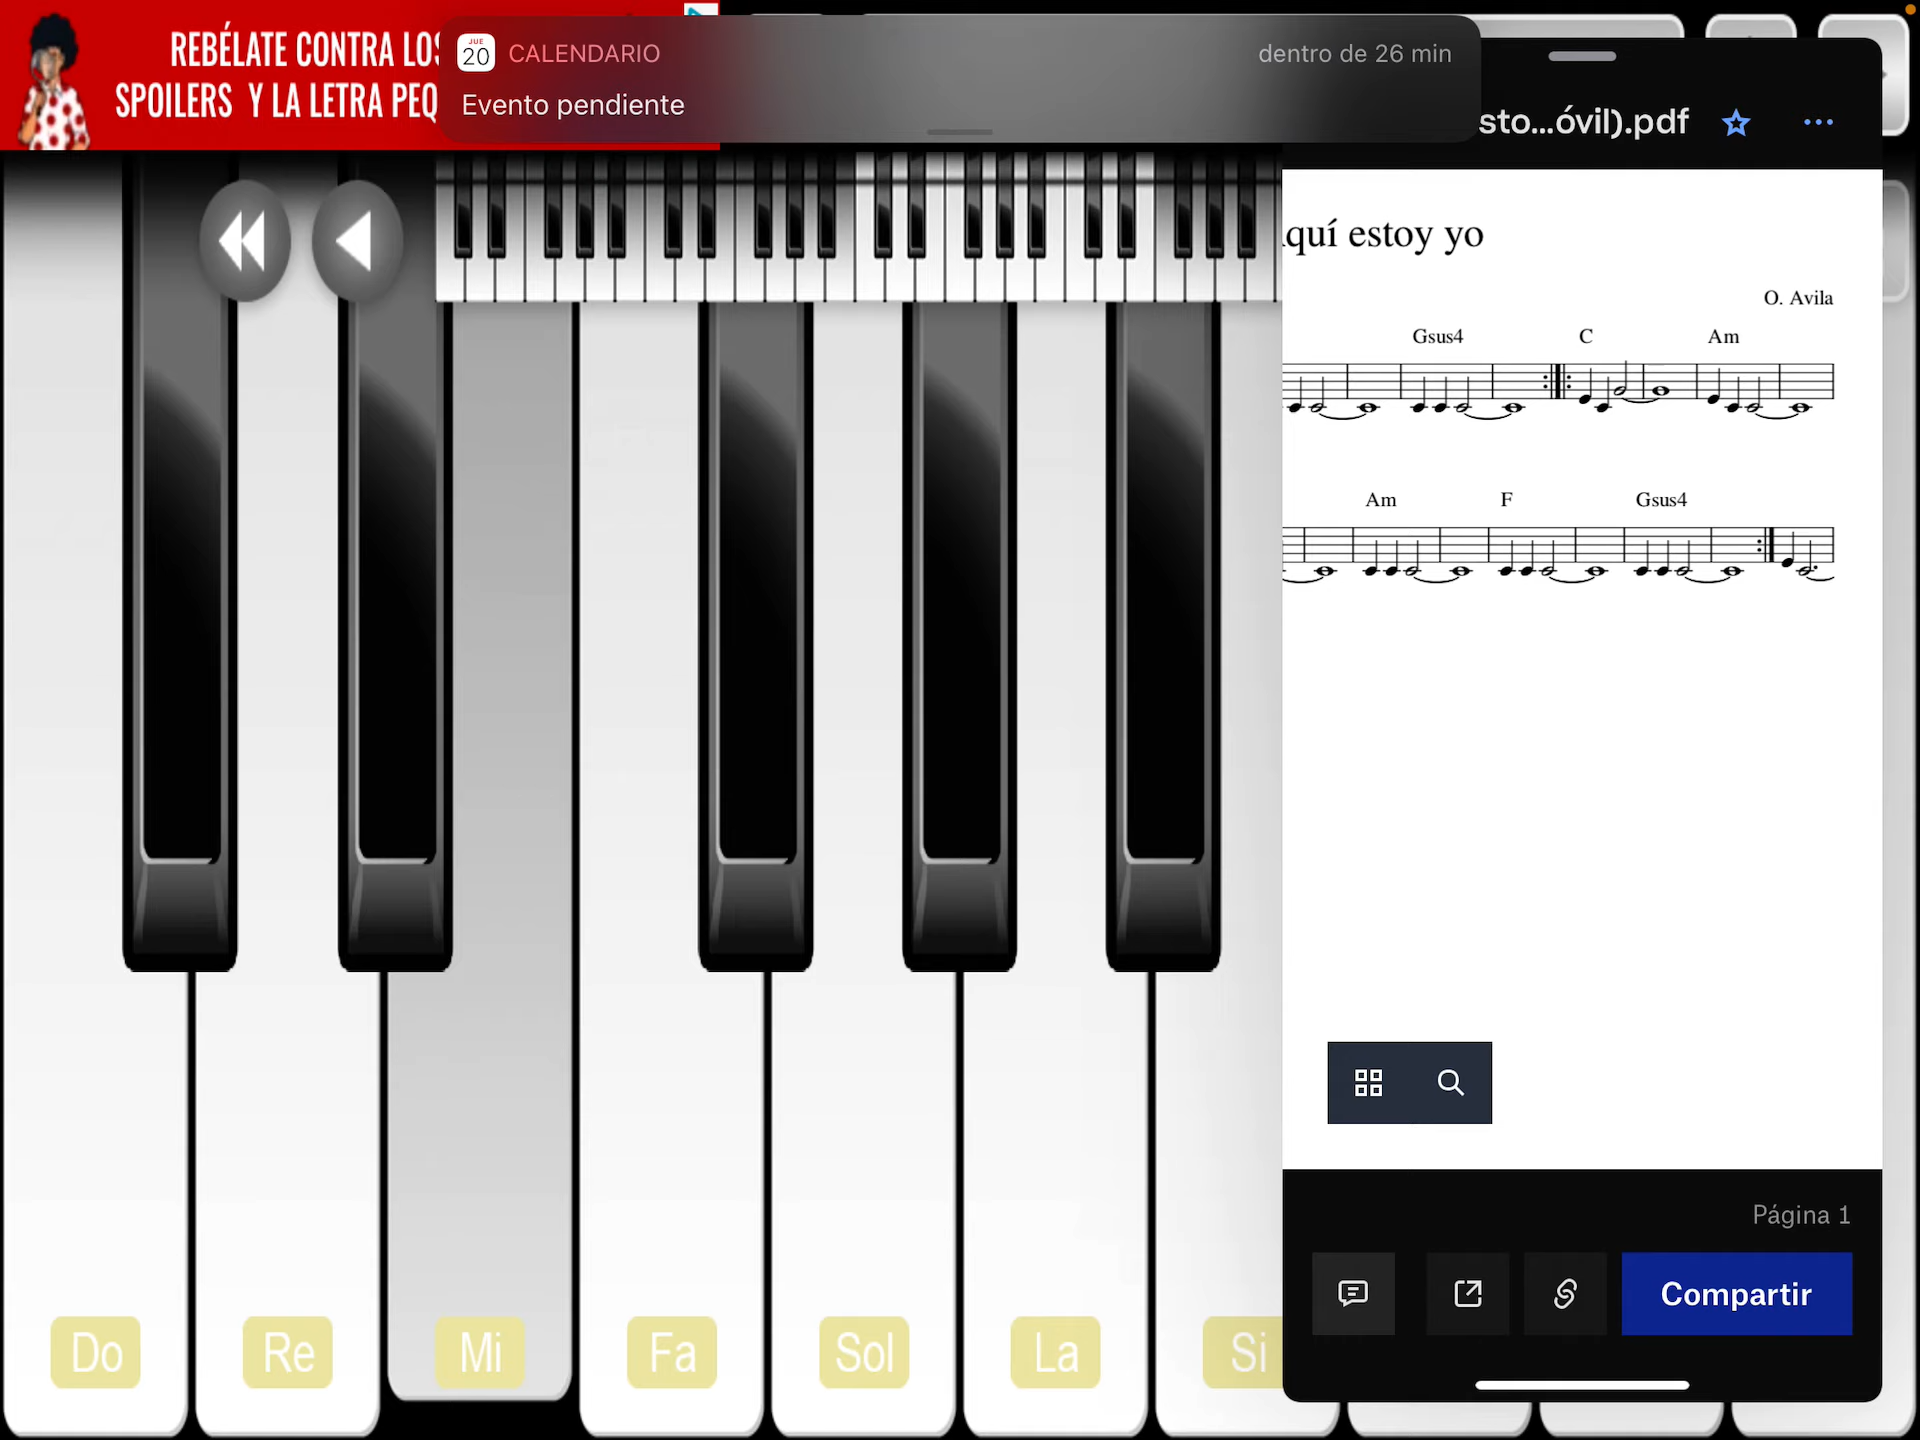 REBÉLATE CONTRA LOS
SPOILERS Y LA LETRA PEQ
JUE
20
CALENDARIO
dentro de 26 min
Evento pendiente
sto...óvil).pdf
quí estoy yo
O. Avila
Gsus4 C Am
Am F Gsus4
Página 1
Compartir
Do Re Mi Fa Sol La Si